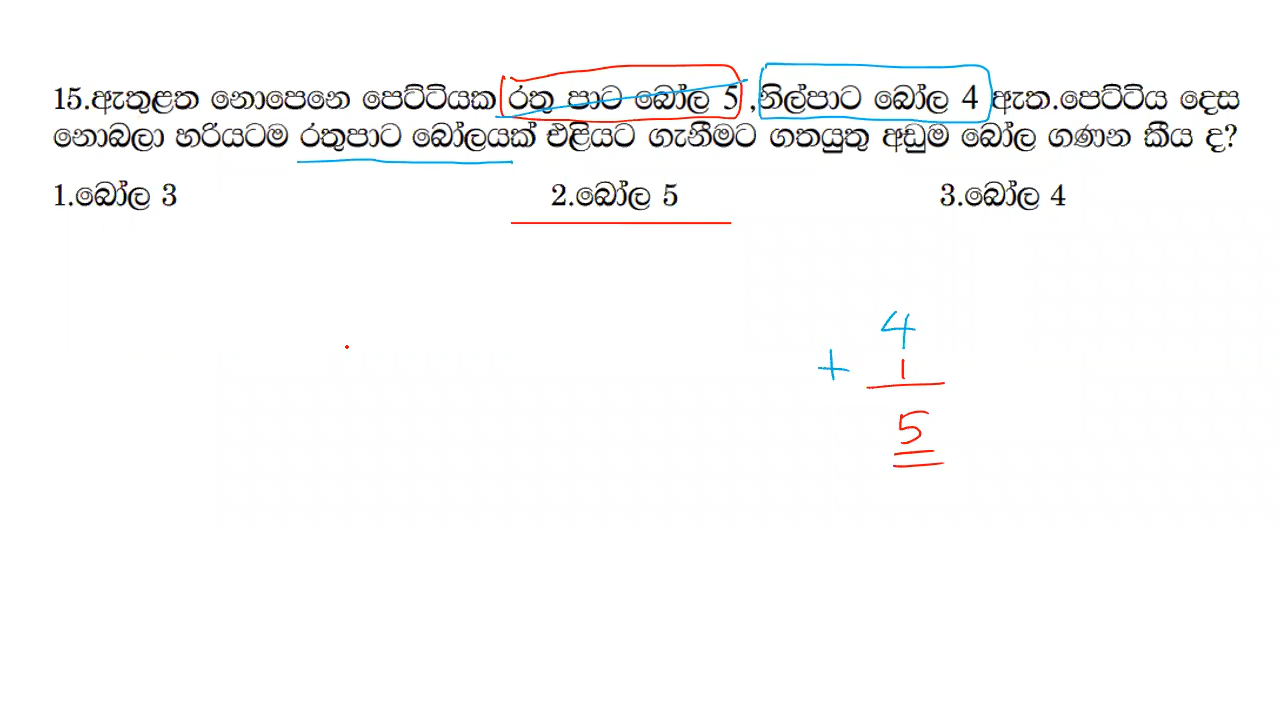 15.ඇතුළත නොපෙනෙ පෙට්ටියක රතු පාට බෝල 5 ,නිල්පාට බෝල 4 ඇත.පෙට්ටිය දෙස
නොබලා හරියටම රතුපාට බෝලයක් එළියට ගැනීමට ගතයුතු අඩුම බෝල ගණන කීය ද?
1.බෝල 3 2.බෝල 5 3.බෝල 4
4
+ 1
5